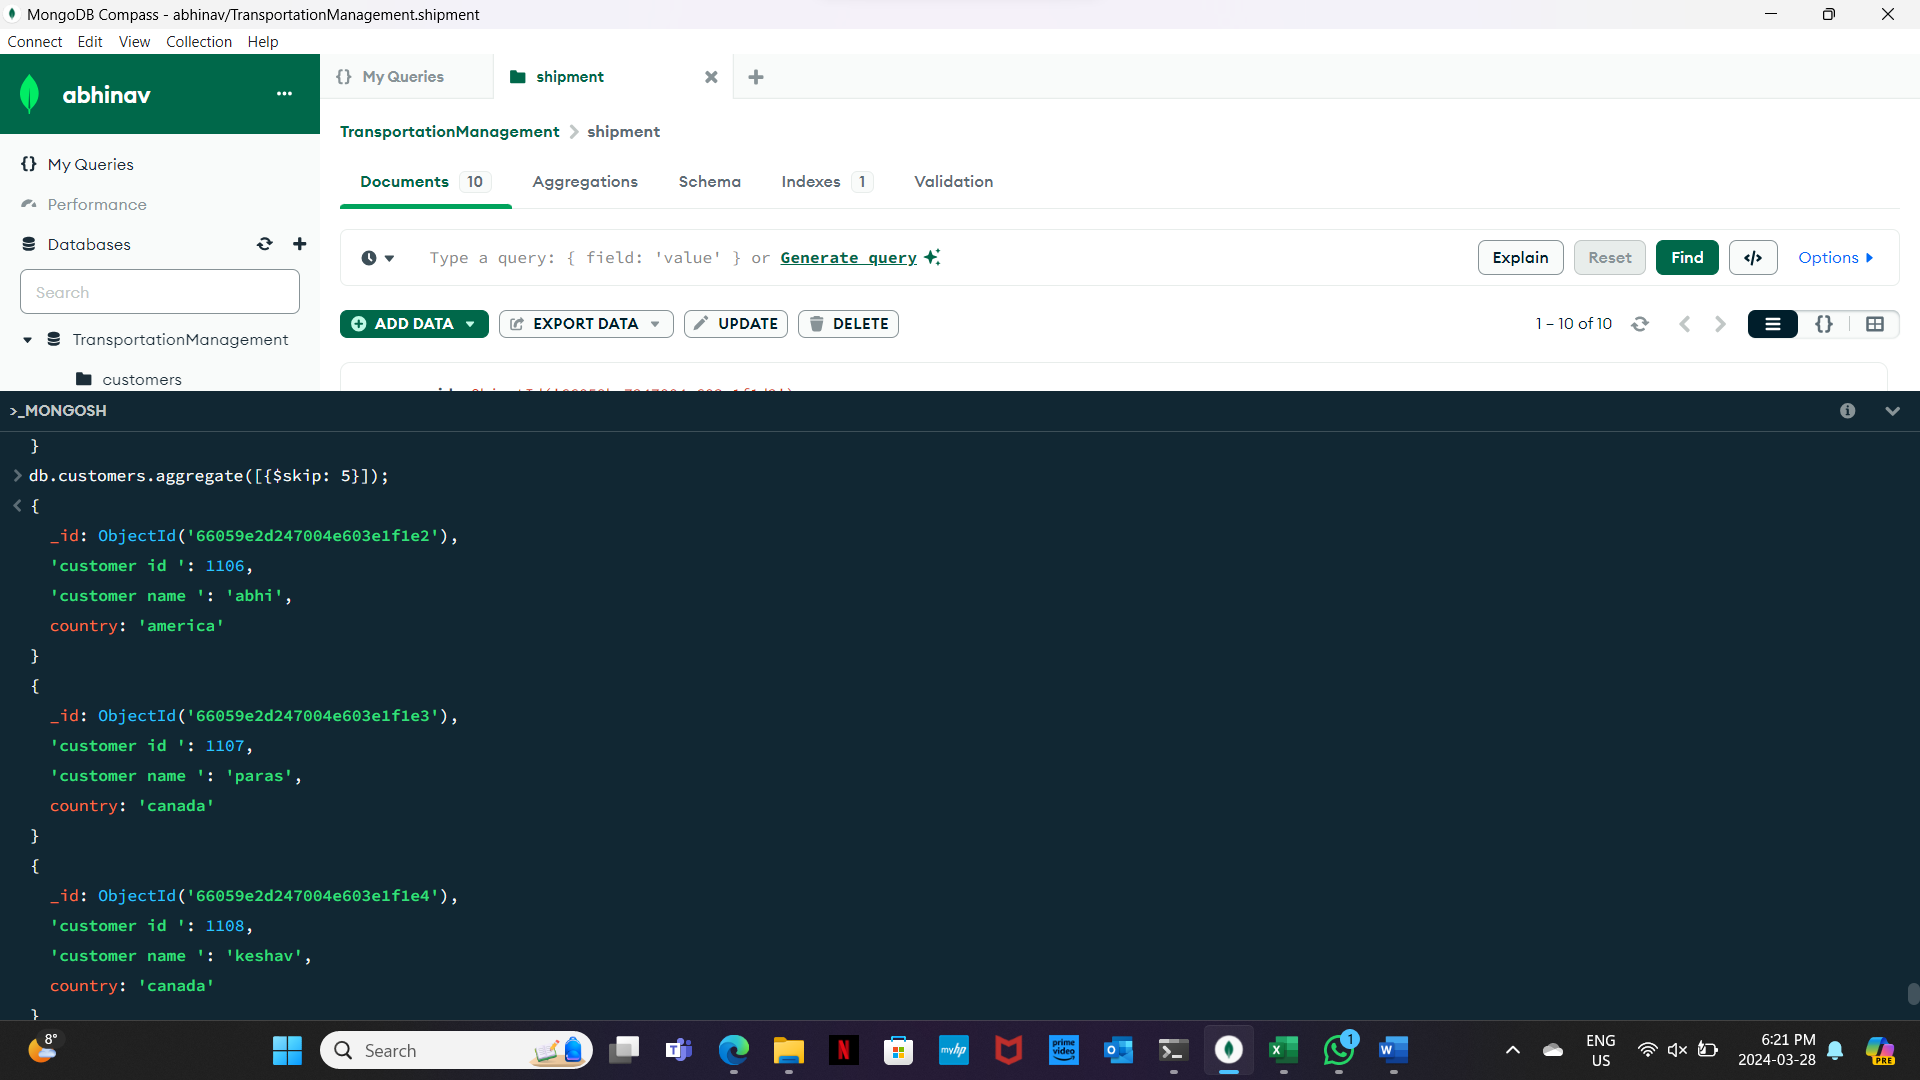 MongoDB Compass - abhinav/TransportationManagement.shipment
Connect Edit View Collection Help
abhinav
{} My Queries
shipment
TransportationManagement > shipment
{} My Queries
Performance
Databases
Search
TransportationManagement
customers
Documents 10 Aggregations Schema Indexes 1 Validation
Type a query: { field: 'value' } or Generate query
Explain Reset Find </> Options
ADD DATA EXPORT DATA UPDATE DELETE
1 – 10 of 10 {}
>_MONGOSH
}
> db.customers.aggregate([{$skip: 5}]);
< {
_id: ObjectId('66059e2d247004e603e1f1e2'),
'customer id ': 1106,
'customer name ': 'abhi',
country: 'america'
}
{
_id: ObjectId('66059e2d247004e603e1f1e3'),
'customer id ': 1107,
'customer name ': 'paras',
country: 'canada'
}
{
_id: ObjectId('66059e2d247004e603e1f1e4'),
'customer id ': 1108,
'customer name ': 'keshav',
country: 'canada'
}
8°
Search
myhp
prime video
1
ENG
US
6:21 PM
2024-03-28
PRE